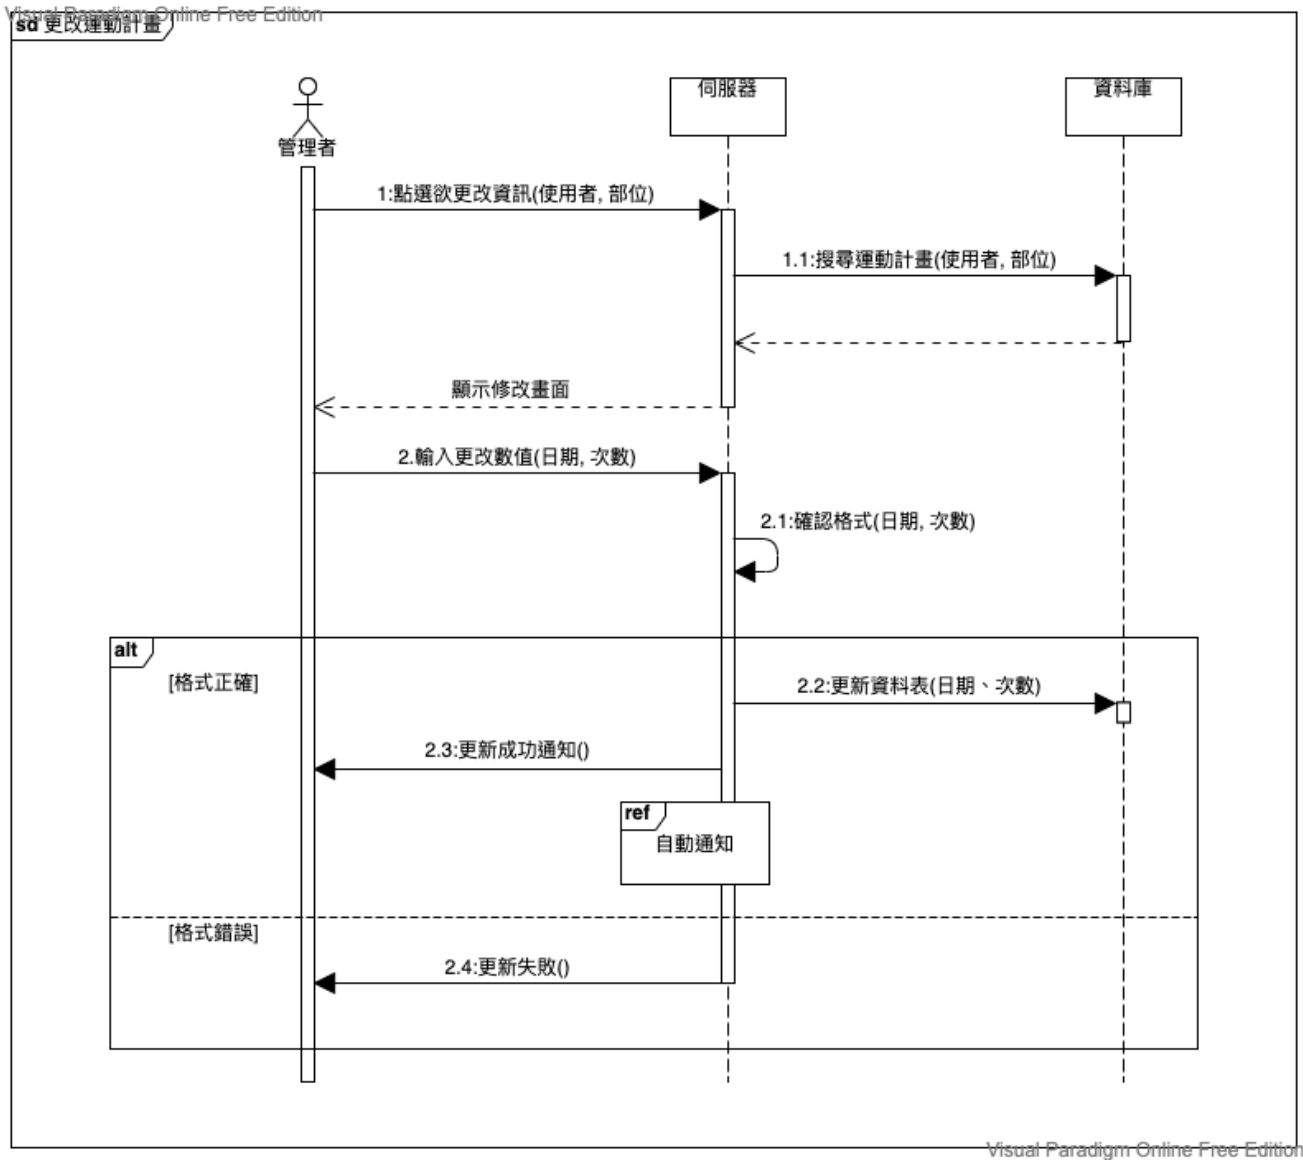 Visual Paradigm Online Free Edition
sd 更改運動計畫
伺服器
資料庫
管理者
1:點選欲更改資訊(使用者, 部位)
1.1:搜尋運動計畫(使用者, 部位)
顯示修改畫面
2.輸入更改數值(日期, 次數)
2.1:確認格式(日期, 次數)
alt
[格式正確]
2.2:更新資料表(日期、次數)
2.3:更新成功通知()
ref
自動通知
[格式錯誤]
2.4:更新失敗()
Visual Paradigm Online Free Edition